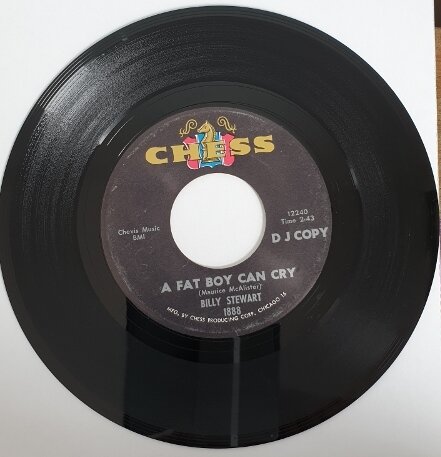 CHESS
Chevis Music
BMI
12240
Time 2:43
D J COPY
A FAT BOY CAN CRY
(Maurice McAlister)
BILLY STEWART
1888
MFG. BY CHESS PRODUCING CORP. CHICAGO 16